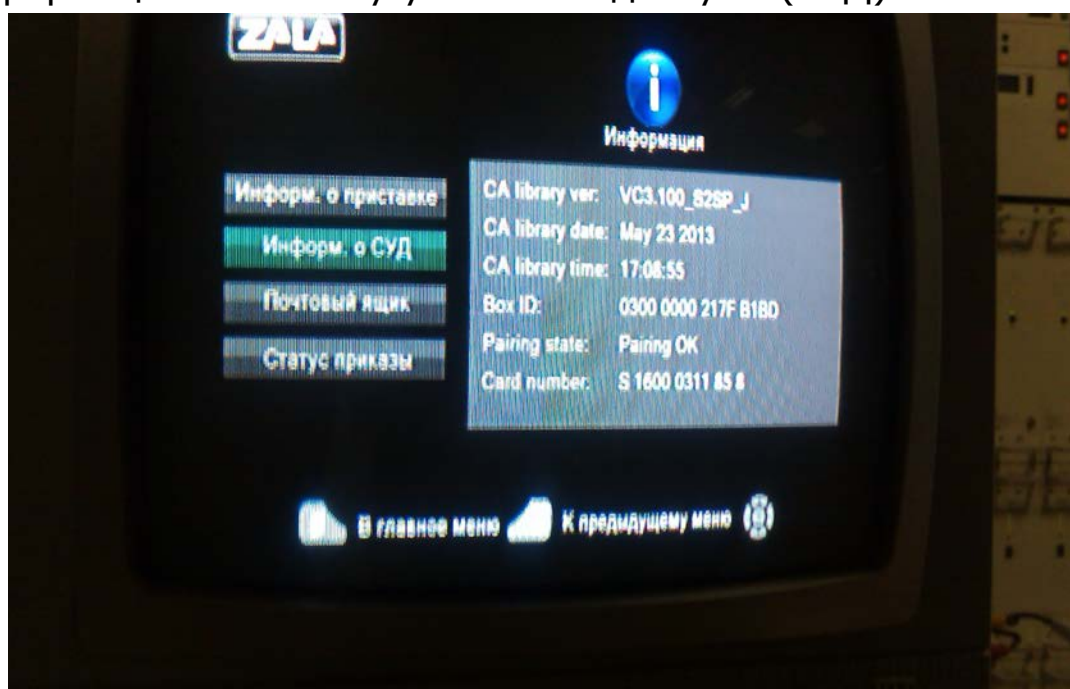 ZALA
Информация
Информ. о приставке
Информ. о СУД
Почтовый ящик
Статус приказы
CA library ver: VC3.100_S2SP_J
CA library date: May 23 2013
CA library time: 17:08:55
Box ID: 0300 0000 217F B1BD
Pairing state: Pairing OK
Card number: S 1600 0311 85 8
В главное меню К предыдущему меню